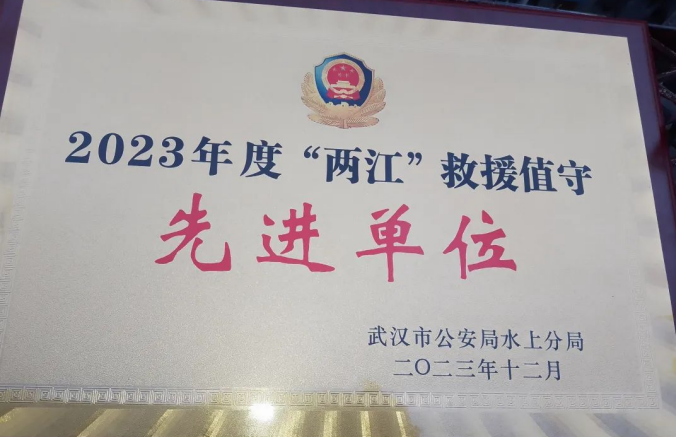 2023年度“两江”救援值守
先进单位
武汉市公安局水上分局
二〇二三年十二月